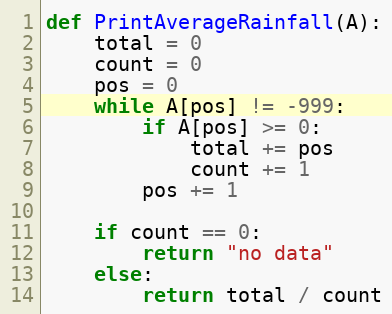 1 def PrintAverageRainfall(A):
2     total = 0
3     count = 0
4     pos = 0
5     while A[pos] != -999:
6         if A[pos] >= 0:
7             total += pos
8             count += 1
9         pos += 1
10
11     if count == 0:
12         return "no data"
13     else:
14         return total / count